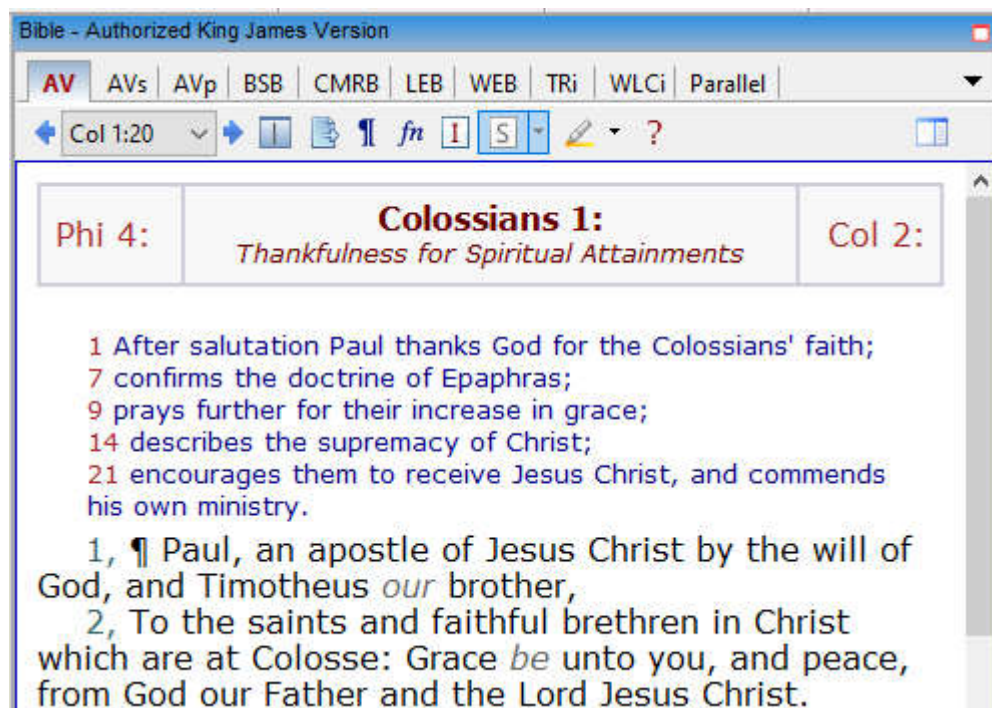 Bible - Authorized King James Version
AV AVs AVp BSB CMRB LEB WEB TRi WLCi Parallel
Col 1:20 ¶ fn I S ?
Phi 4:
Colossians 1:
Thankfulness for Spiritual Attainments
Col 2:
1 After salutation Paul thanks God for the Colossians' faith;
7 confirms the doctrine of Epaphras;
9 prays further for their increase in grace;
14 describes the supremacy of Christ;
21 encourages them to receive Jesus Christ, and commends
his own ministry.
1, ¶ Paul, an apostle of Jesus Christ by the will of
God, and Timotheus our brother,
2, To the saints and faithful brethren in Christ
which are at Colosse: Grace be unto you, and peace,
from God our Father and the Lord Jesus Christ.